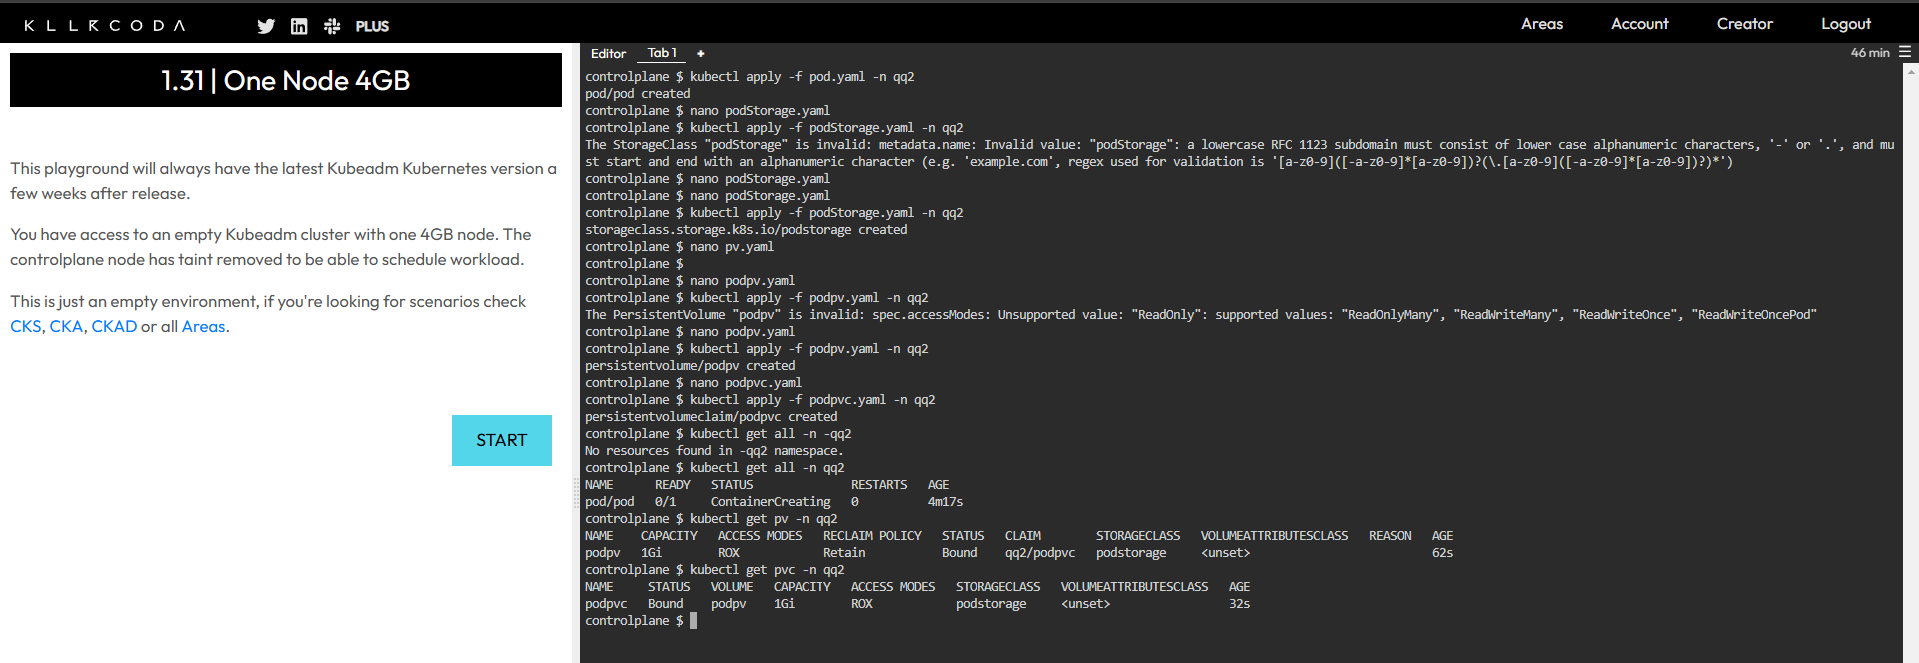 KLLRCODA PLUS Areas Account Creator Logout
1.31 | One Node 4GB
This playground will always have the latest Kubeadm Kubernetes version a
few weeks after release.
You have access to an empty Kubeadm cluster with one 4GB node. The
controlplane node has taint removed to be able to schedule workload.
This is just an empty environment, if you're looking for scenarios check
CKS, CKA, CKAD or all Areas.
START
Editor Tab 1 + 46 min
controlplane $ kubectl apply -f pod.yaml -n qq2
pod/pod created
controlplane $ nano podStorage.yaml
controlplane $ kubectl apply -f podStorage.yaml -n qq2
The StorageClass "podStorage" is invalid: metadata.name: Invalid value: "podStorage": a lowercase RFC 1123 subdomain must consist of lower case alphanumeric characters, '-' or '.', and mu
st start and end with an alphanumeric character (e.g. 'example.com', regex used for validation is '[a-z0-9]([-a-z0-9]*[a-z0-9])?(\.[a-z0-9]([-a-z0-9]*[a-z0-9])?)*')
controlplane $ nano podStorage.yaml
controlplane $ nano podStorage.yaml
controlplane $ kubectl apply -f podStorage.yaml -n qq2
storageclass.storage.k8s.io/podstorage created
controlplane $ nano pv.yaml
controlplane $
controlplane $ nano podpv.yaml
controlplane $ kubectl apply -f podpv.yaml -n qq2
The PersistentVolume "podpv" is invalid: spec.accessModes: Unsupported value: "ReadOnly": supported values: "ReadOnlyMany", "ReadWriteMany", "ReadWriteOnce", "ReadWriteOncePod"
controlplane $ nano podpv.yaml
controlplane $ kubectl apply -f podpv.yaml -n qq2
persistentvolume/podpv created
controlplane $ nano podpvc.yaml
controlplane $ kubectl apply -f podpvc.yaml -n qq2
persistentvolumeclaim/podpvc created
controlplane $ kubectl get all -n -qq2
No resources found in -qq2 namespace.
controlplane $ kubectl get all -n qq2
NAME READY STATUS RESTARTS AGE
pod/pod 0/1 ContainerCreating 0 4m17s
controlplane $ kubectl get pv -n qq2
NAME CAPACITY ACCESS MODES RECLAIM POLICY STATUS CLAIM STORAGECLASS VOLUMEATTRIBUTESCLASS REASON AGE
podpv 1Gi ROX Retain Bound qq2/podpvc podstorage <unset> 62s
controlplane $ kubectl get pvc -n qq2
NAME STATUS VOLUME CAPACITY ACCESS MODES STORAGECLASS VOLUMEATTRIBUTESCLASS AGE
podpvc Bound podpv 1Gi ROX podstorage <unset> 32s
controlplane $